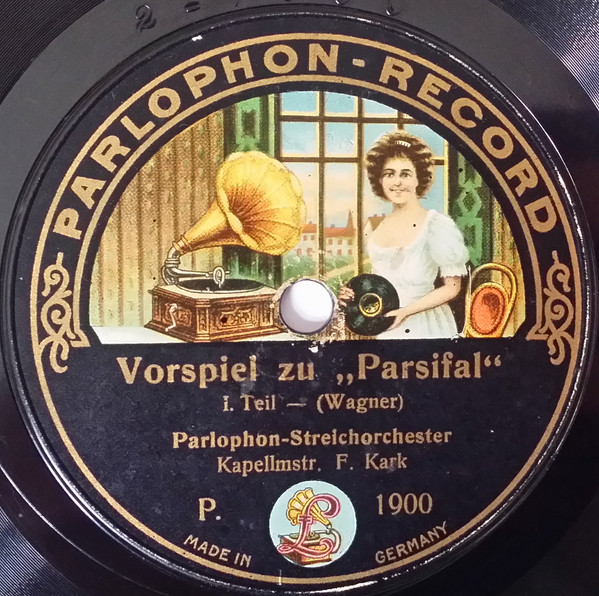 PARLOPHON-RECORD
Vorspiel zu „Parsifal“
I. Teil — (Wagner)
Parlophon-Streichorchester
Kapellmstr. F. Kark
P. 1900
£
MADE IN GERMANY